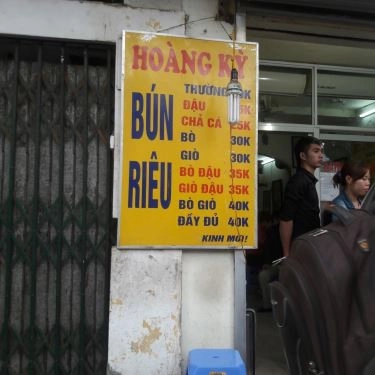 HOÀNG KỲ
BÚN RIÊU
THƯỜNG
ĐẬU
CHẢ CÁ 25K
BÒ 30K
GIÒ 30K
BÒ ĐẬU 35K
GIÒ ĐẬU 35K
BÒ GIÒ 40K
ĐẦY ĐỦ 40K
KÍNH MỜI!